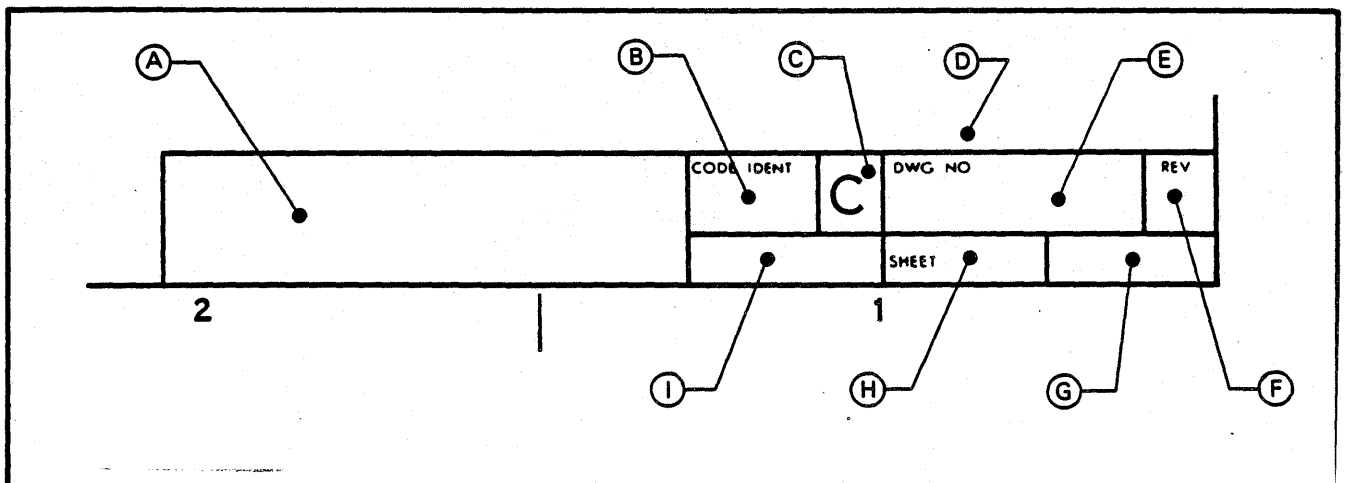 A B C D E
CODE IDENT C DWG NO REV
SHEET
2 1
I H G F